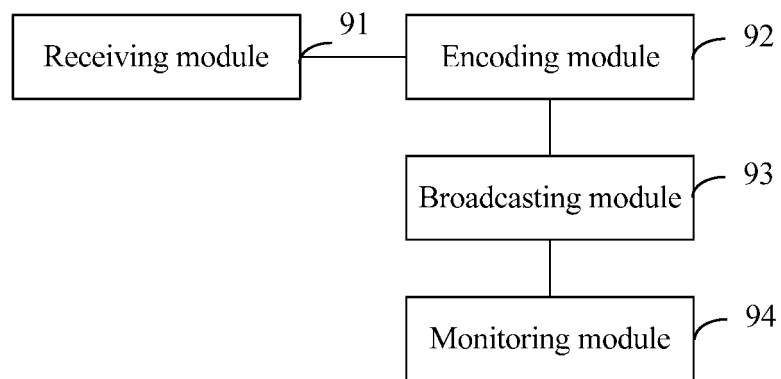 Receiving module
91
Encoding module
92
Broadcasting module
93
Monitoring module
94